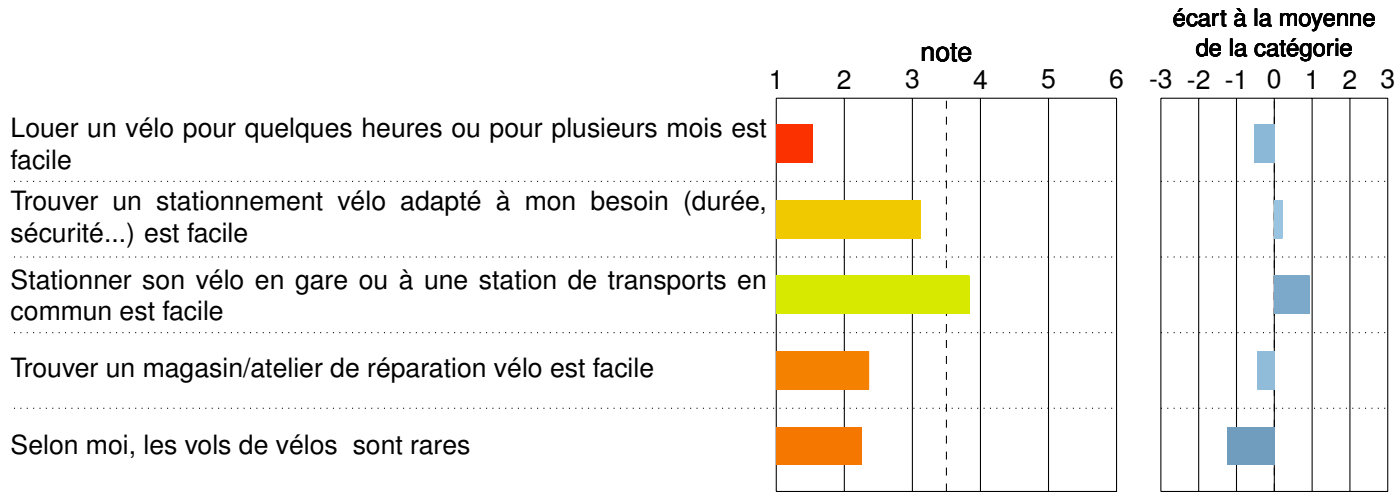 écart à la moyenne
note
de la catégorie
1 2 3 4 5 6
-3 -2 -1 0 1 2 3
Louer un vélo pour quelques heures ou pour plusieurs mois est
facile
Trouver un stationnement vélo adapté à mon besoin (durée,
sécurité...) est facile
Stationner son vélo en gare ou à une station de transports en
commun est facile
Trouver un magasin/atelier de réparation vélo est facile
Selon moi, les vols de vélos sont rares